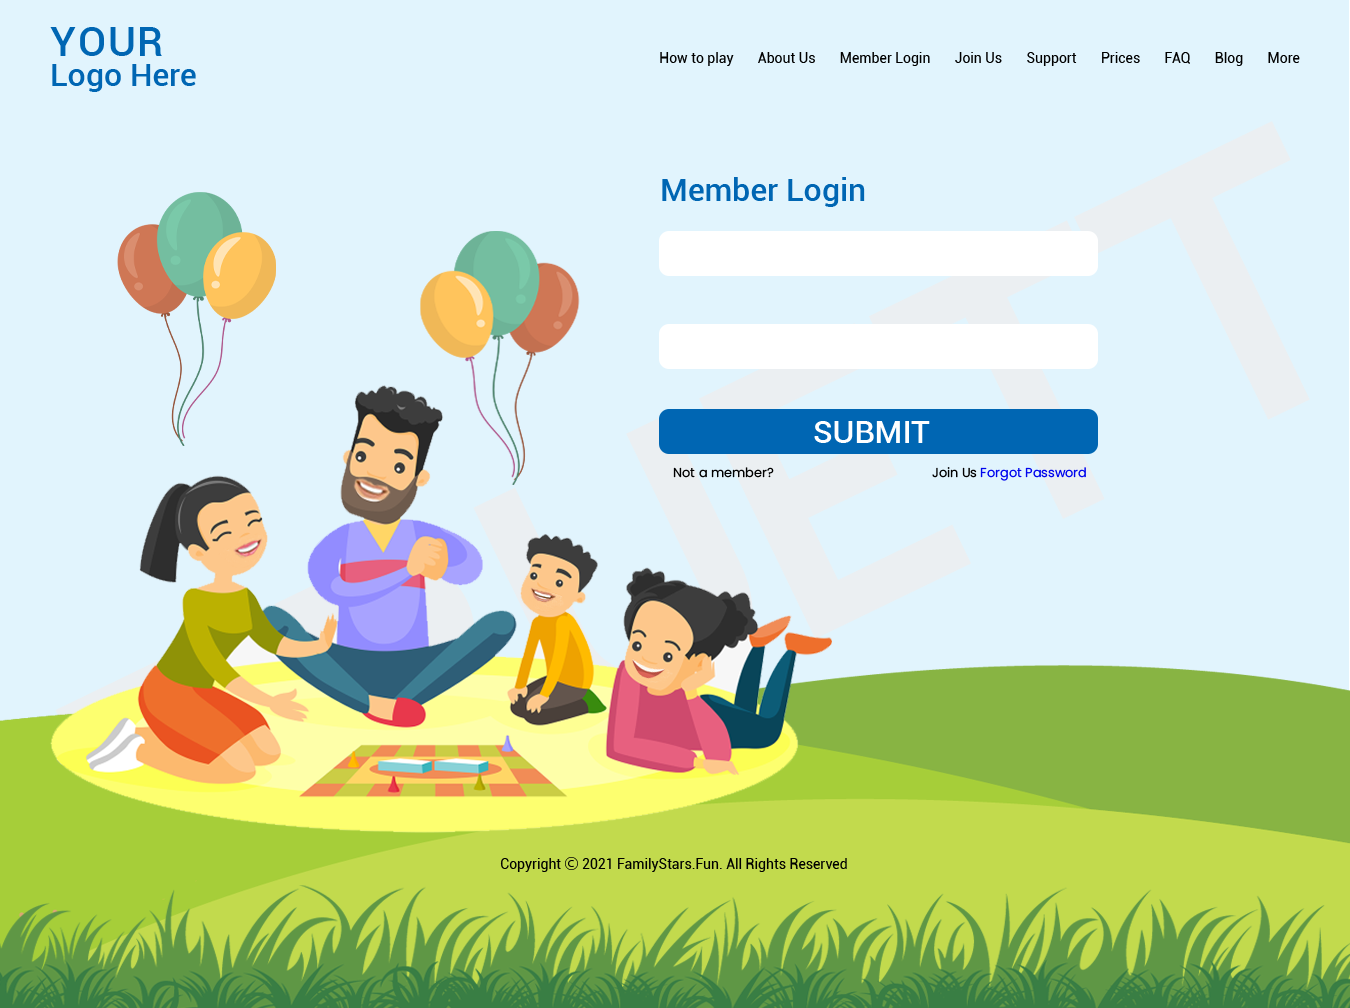 YOUR
Logo Here
How to play About Us Member Login Join Us Support Prices FAQ Blog More
Member Login
SUBMIT
Not a member? Join Us Forgot Password
Copyright © 2021 FamilyStars.Fun. All Rights Reserved